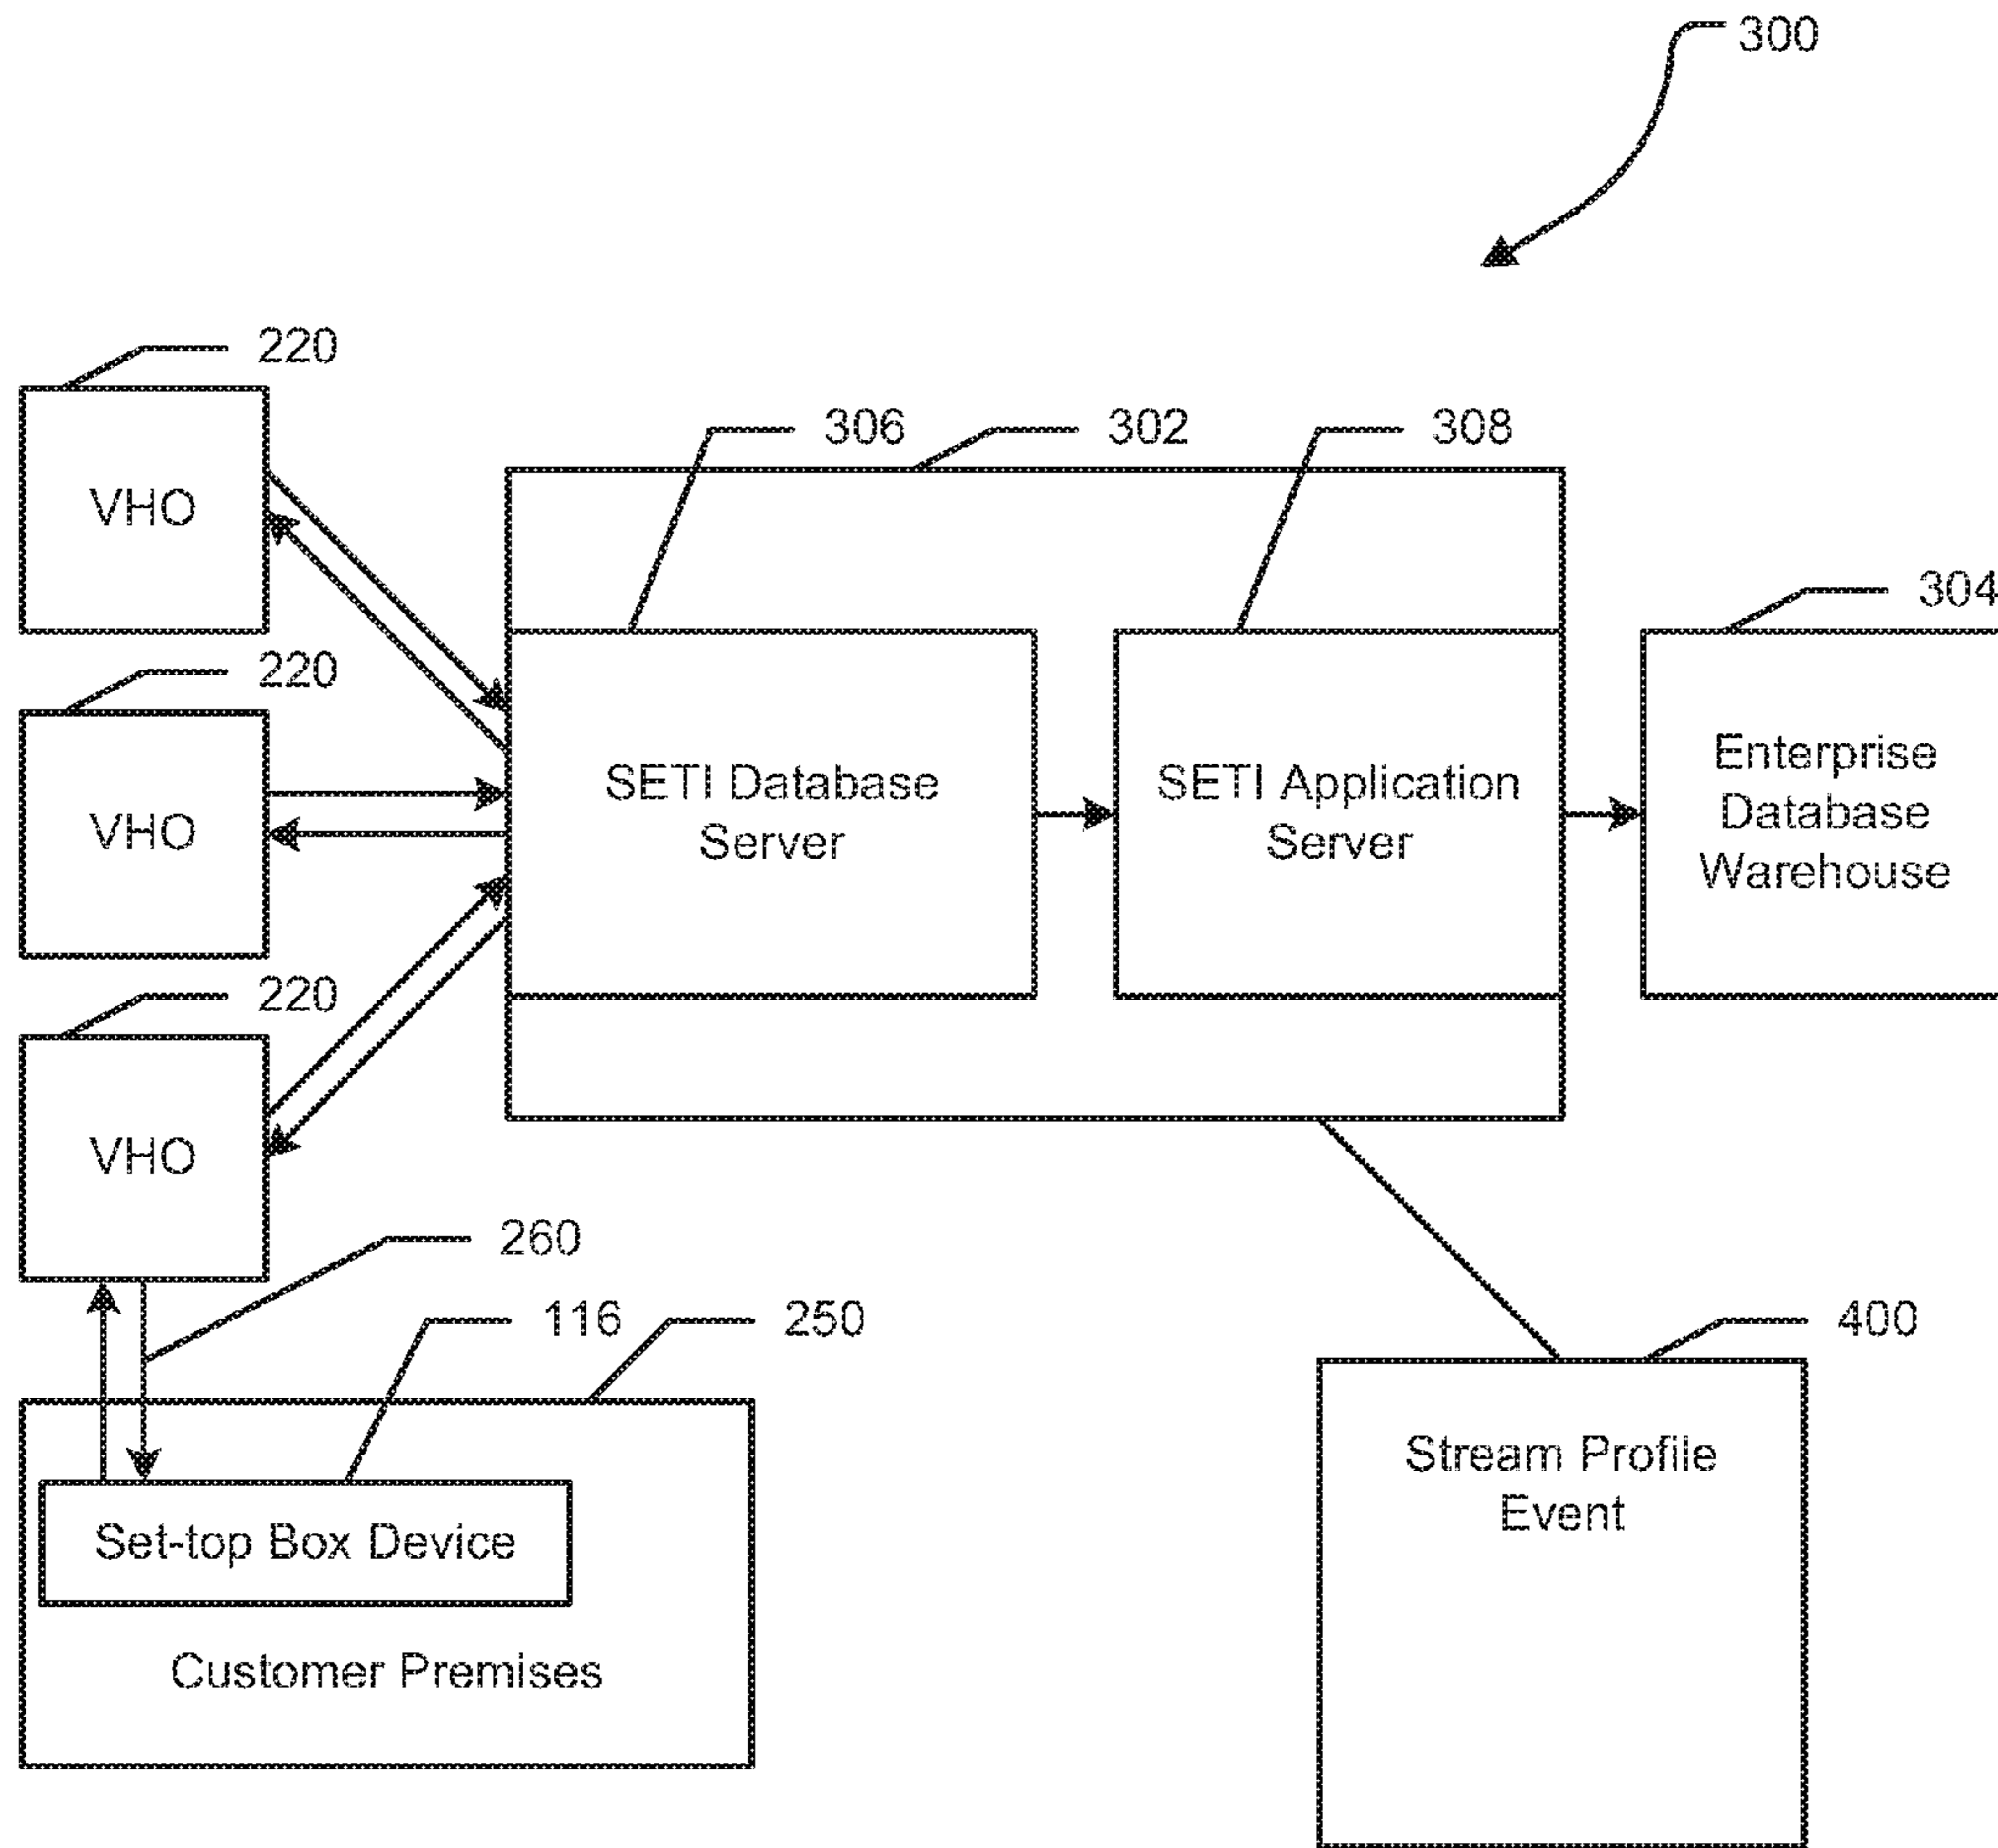 300
220
VHO
306
302
308
304
220
VHO
SETI Database
Server
SETI Application
Server
Enterprise
Database
Warehouse
220
VHO
260
116
250
400
Set-top Box Device
Customer Premises
Stream Profile
Event